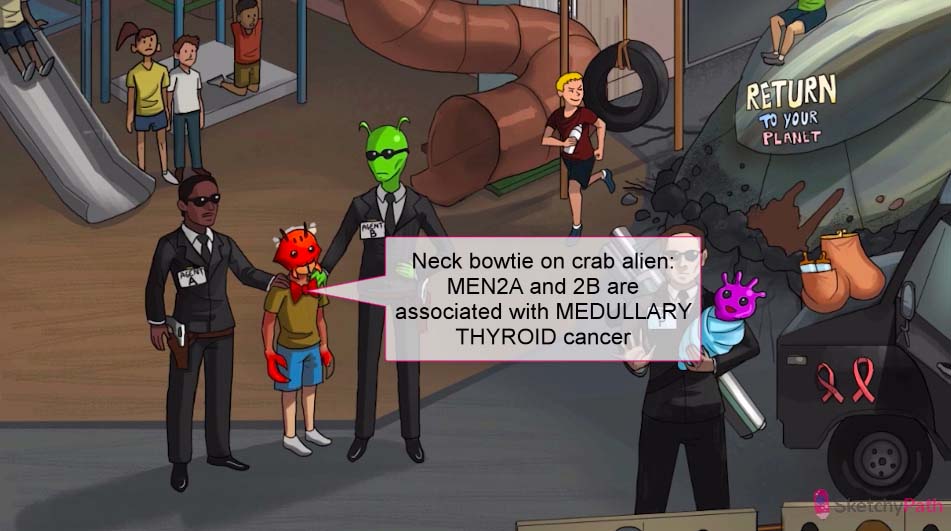 RETURN
TO YOUR
PLANET
AGENT
B
AGENT
A
Neck bowtie on crab alien:
MEN2A and 2B are
associated with MEDULLARY
THYROID cancer
P
SketchyPath